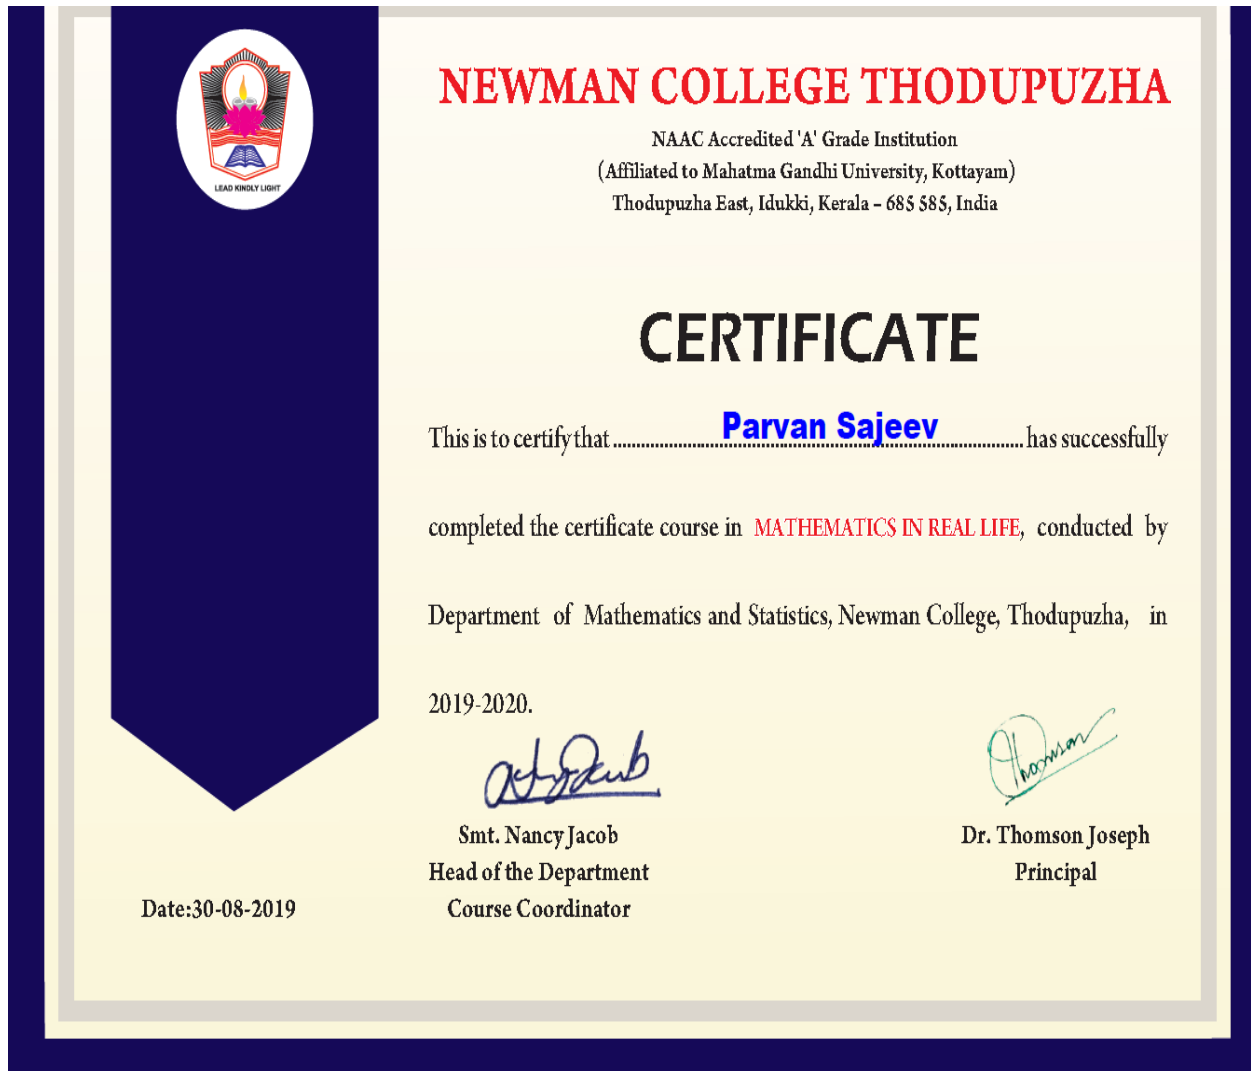 LEAD KINDLY LIGHT
NEWMAN COLLEGE THODUPUZHA
NAAC Accredited 'A' Grade Institution
(Affiliated to Mahatma Gandhi University, Kottayam)
Thodupuzha East, Idukki, Kerala – 685 585, India
CERTIFICATE
This is to certify that ........ Parvan Sajeev ........ has successfully
completed the certificate course in MATHEMATICS IN REAL LIFE, conducted by
Department of Mathematics and Statistics, Newman College, Thodupuzha, in
2019-2020.
Thomson
Smt. Nancy Jacob
Head of the Department
Course Coordinator
Dr. Thomson Joseph
Principal
Date:30-08-2019